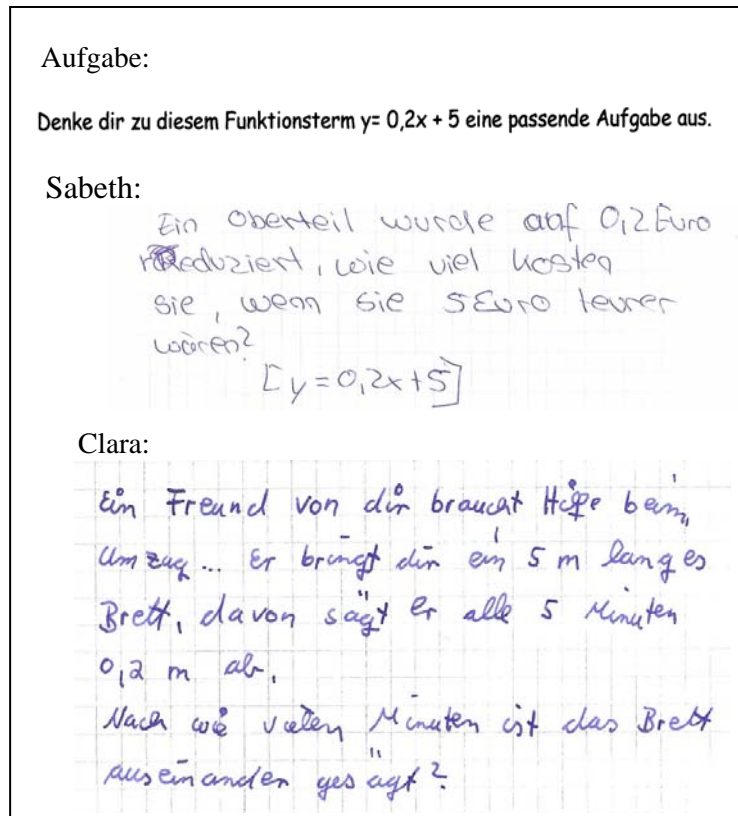 Aufgabe:
Denke dir zu diesem Funktionsterm y= 0,2x + 5 eine passende Aufgabe aus.
Sabeth:
Ein Oberteil wurde auf 0,2 Euro
reduziert, wie viel kosten
sie, wenn sie 5 Euro teurer
wären?
[y=0,2x+5]
Clara:
Ein Freund von dir braucht Hilfe beim
Umzug... Er bringt dir ein 5 m langes
Brett, davon sägt er alle 5 Minuten
0,2 m ab.
Nach wie vielen Minuten ist das Brett
auseinander gesägt?